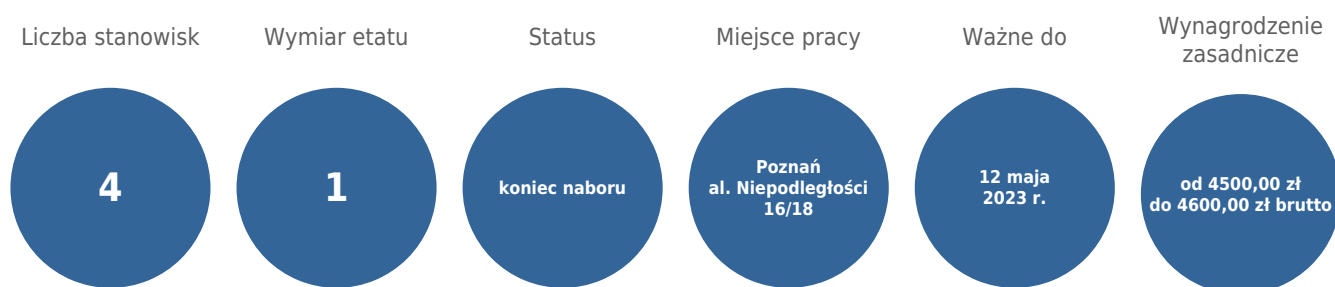 Liczba stanowisk
4
Wymiar etatu
1
Status
koniec naboru
Miejsce pracy
Poznań
al. Niepodległości
16/18
Ważne do
12 maja
2023 r.
Wynagrodzenie
zasadnicze
od 4500,00 zł
do 4600,00 zł brutto